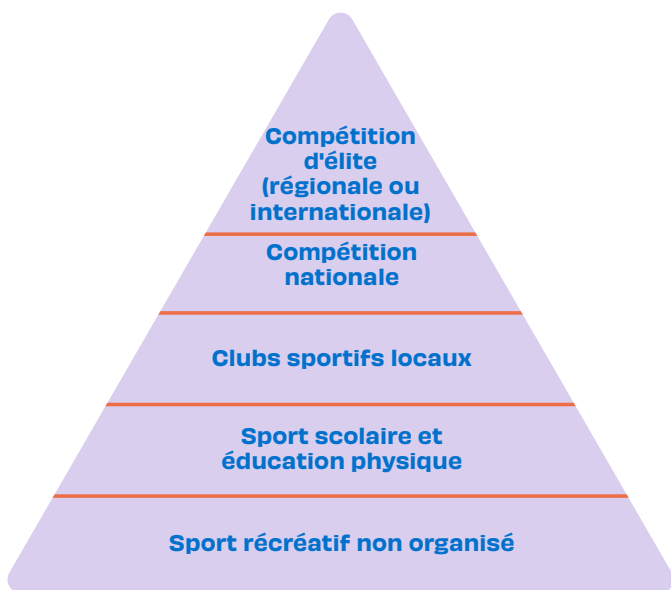 Compétition
d'élite
(régionale ou
internationale)
Compétition
nationale
Clubs sportifs locaux
Sport scolaire et
éducation physique
Sport récréatif non organisé